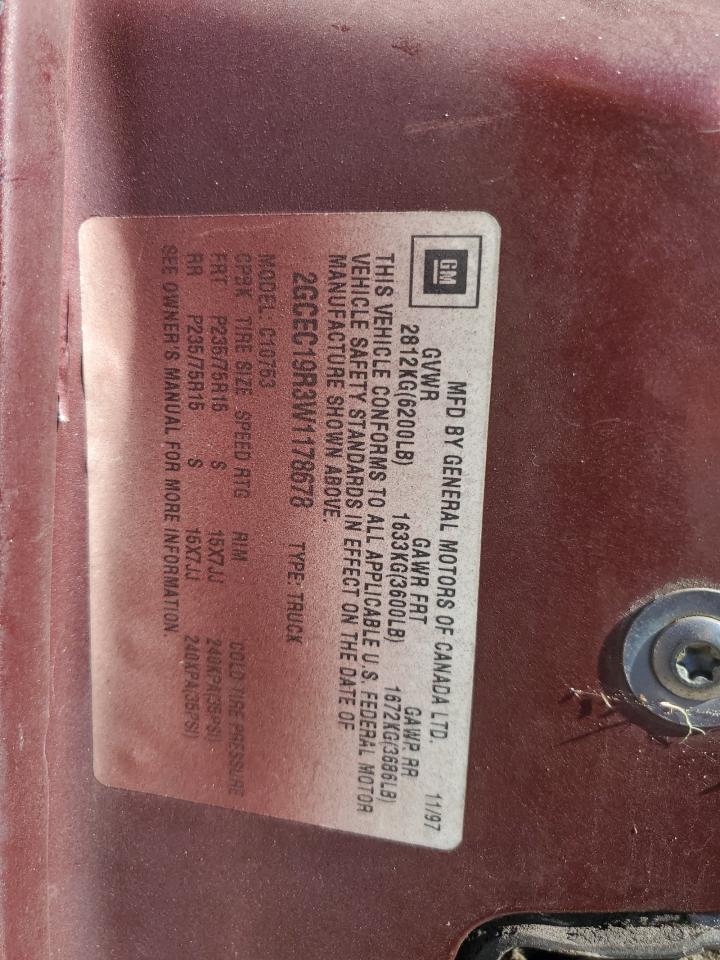 GM
MFD BY GENERAL MOTORS OF CANADA LTD. 11/97
GVWR GAWR FRT GAWR RR
2812KG(6200LB) 1633KG(3600LB) 1672KG(3686LB)
THIS VEHICLE CONFORMS TO ALL APPLICABLE U.S. FEDERAL MOTOR
VEHICLE SAFETY STANDARDS IN EFFECT ON THE DATE OF
MANUFACTURE SHOWN ABOVE.
2GCEC19R3W1178678 TYPE: TRUCK
MODEL: C10753
TIRE SIZE SPEED RTG RIM COLD TIRE PRESSURE
FRT P235/75R15 S 15X7JJ 240KPA(35PSI)
RR P235/75R15 S 15X7JJ 240KPA(35PSI)
SEE OWNER'S MANUAL FOR MORE INFORMATION.